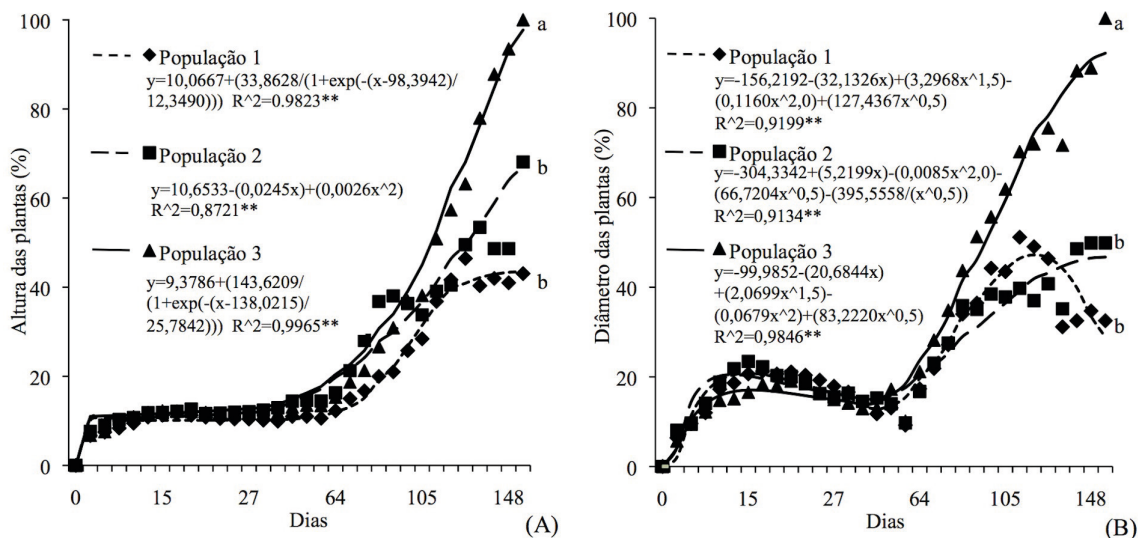 Altura das plantas (%)
100
80
60
40
20
0
População 1
y=10,0667+(33,8628/(1+exp(-(x-98,3942)/
12,3490))) R^2=0.9823**
População 2
y=10,6533-(0,0245x)+(0,0026x^2)
R^2=0,8721**
População 3
y=9,3786+(143,6209/
(1+exp(-(x-138,0215)/
25,7842))) R^2=0,9965**
a
b
b
0 15 27 64 105 148
Dias
(A)
Diâmetro das plantas (%)
100
80
60
40
20
0
População 1
y=-156,2192-(32,1326x)+(3,2968x^1,5)-
(0,1160x^2,0)+(127,4367x^0,5)
R^2=0,9199**
População 2
y=-304,3342+(5,2199x)-(0,0085x^2,0)-
(66,7204x^0,5)-(395,5558/(x^0,5))
R^2=0,9134**
População 3
y=-99,9852-(20,6844x)
+(2,0699x^1,5)-
(0,0679x^2)+(83,2220x^0,5)
R^2=0,9846**
a
b
b
0 15 27 64 105 148
Dias
(B)